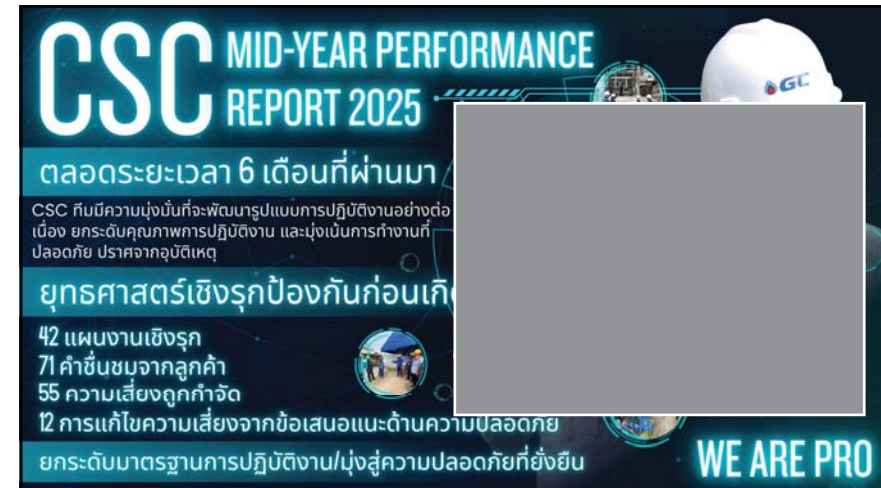 CSC MID-YEAR PERFORMANCE
REPORT 2025
GC
ตลอดระยะเวลา 6 เดือนที่ผ่านมา
CSC ทีมมีความมุ่งมั่นที่จะพัฒนารูปแบบการปฏิบัติงานอย่างต่อ
เนื่อง ยกระดับคุณภาพการปฏิบัติงาน และมุ่งเน้นการทำงานที่
ปลอดภัย ปราศจากอุบัติเหตุ
ยุทธศาสตร์เชิงรุกป้องกันก่อนเกิ
42 แผนงานเชิงรุก
71 คำชื่นชมจากลูกค้า
55 ความเสี่ยงถูกกำจัด
12 การแก้ไขความเสี่ยงจากข้อเสนอแนะด้านความปลอดภัย
ยกระดับมาตรฐานการปฏิบัติงาน/มุ่งสู่ความปลอดภัยที่ยั่งยืน
WE ARE PRO